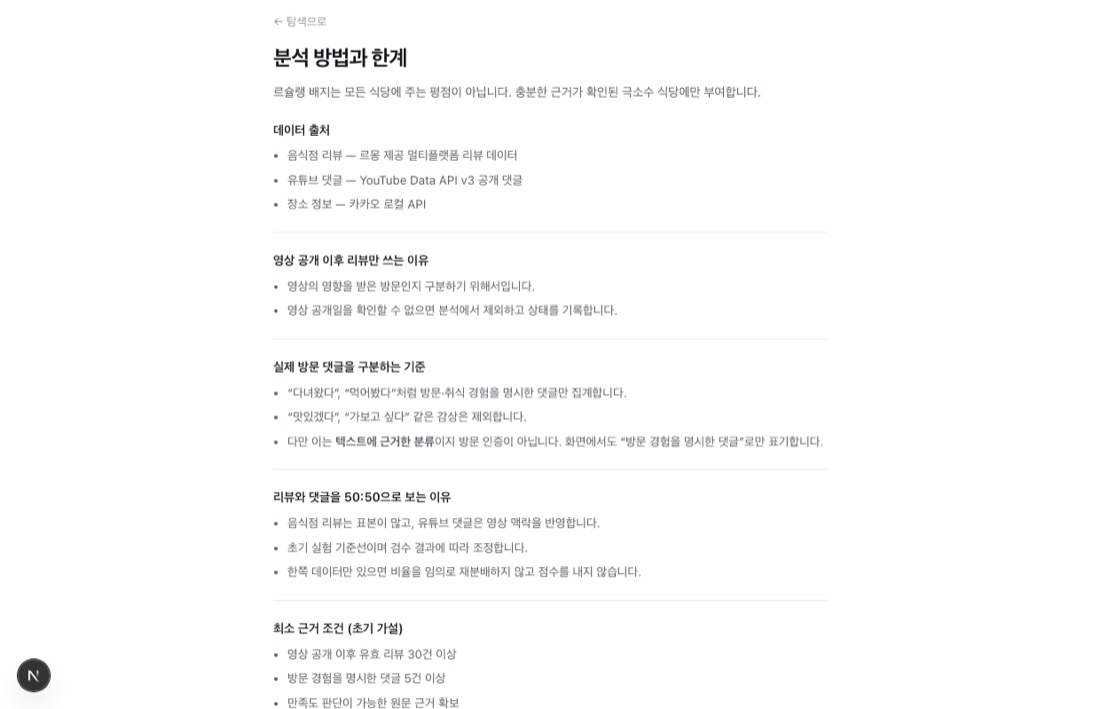 ← 탐색으로
분석 방법과 한계
르슐랭 배지는 모든 식당에 주는 평점이 아닙니다. 충분한 근거가 확인된 극소수 식당에만 부여합니다.
데이터 출처
• 음식점 리뷰 — 르몽 제공 멀티플랫폼 리뷰 데이터
• 유튜브 댓글 — YouTube Data API v3 공개 댓글
• 장소 정보 — 카카오 로컬 API
영상 공개 이후 리뷰만 쓰는 이유
• 영상의 영향을 받은 방문인지 구분하기 위해서입니다.
• 영상 공개일을 확인할 수 없으면 분석에서 제외하고 상태를 기록합니다.
실제 방문 댓글을 구분하는 기준
• “다녀왔다”, “먹어봤다”처럼 방문·취식 경험을 명시한 댓글만 집계합니다.
• “맛있겠다”, “가보고 싶다” 같은 감상은 제외합니다.
• 다만 이는 텍스트에 근거한 분류이지 방문 인증이 아닙니다. 화면에서도 “방문 경험을 명시한 댓글”로만 표기합니다.
리뷰와 댓글을 50:50으로 보는 이유
• 음식점 리뷰는 표본이 많고, 유튜브 댓글은 영상 맥락을 반영합니다.
• 초기 실험 기준선이며 검수 결과에 따라 조정합니다.
• 한쪽 데이터만 있으면 비율을 임의로 재분배하지 않고 점수를 내지 않습니다.
최소 근거 조건 (초기 가설)
• 영상 공개 이후 유효 리뷰 30건 이상
• 방문 경험을 명시한 댓글 5건 이상
• 만족도 판단이 가능한 원문 근거 확보
N